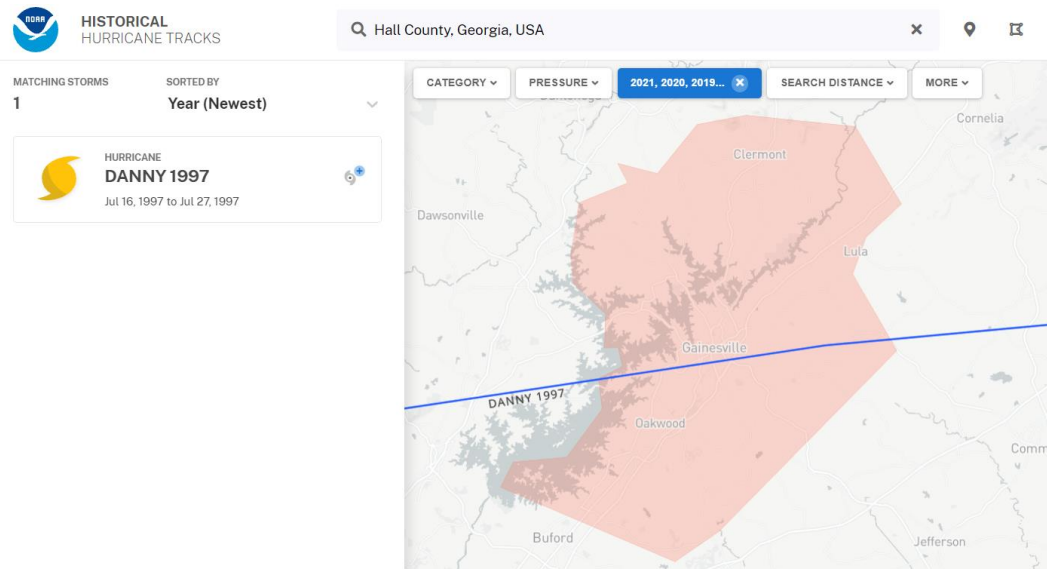 NOAA
HISTORICAL
HURRICANE TRACKS
Hall County, Georgia, USA
MATCHING STORMS
1
SORTED BY
Year (Newest)
HURRICANE
DANNY 1997
Jul 16, 1997 to Jul 27, 1997
CATEGORY
PRESSURE
2021, 2020, 2019...
SEARCH DISTANCE
MORE
Cornelia
Clermont
Dawsonville
Lula
Gainesville
DANNY 1997
Oakwood
Comm
Buford
Jefferson